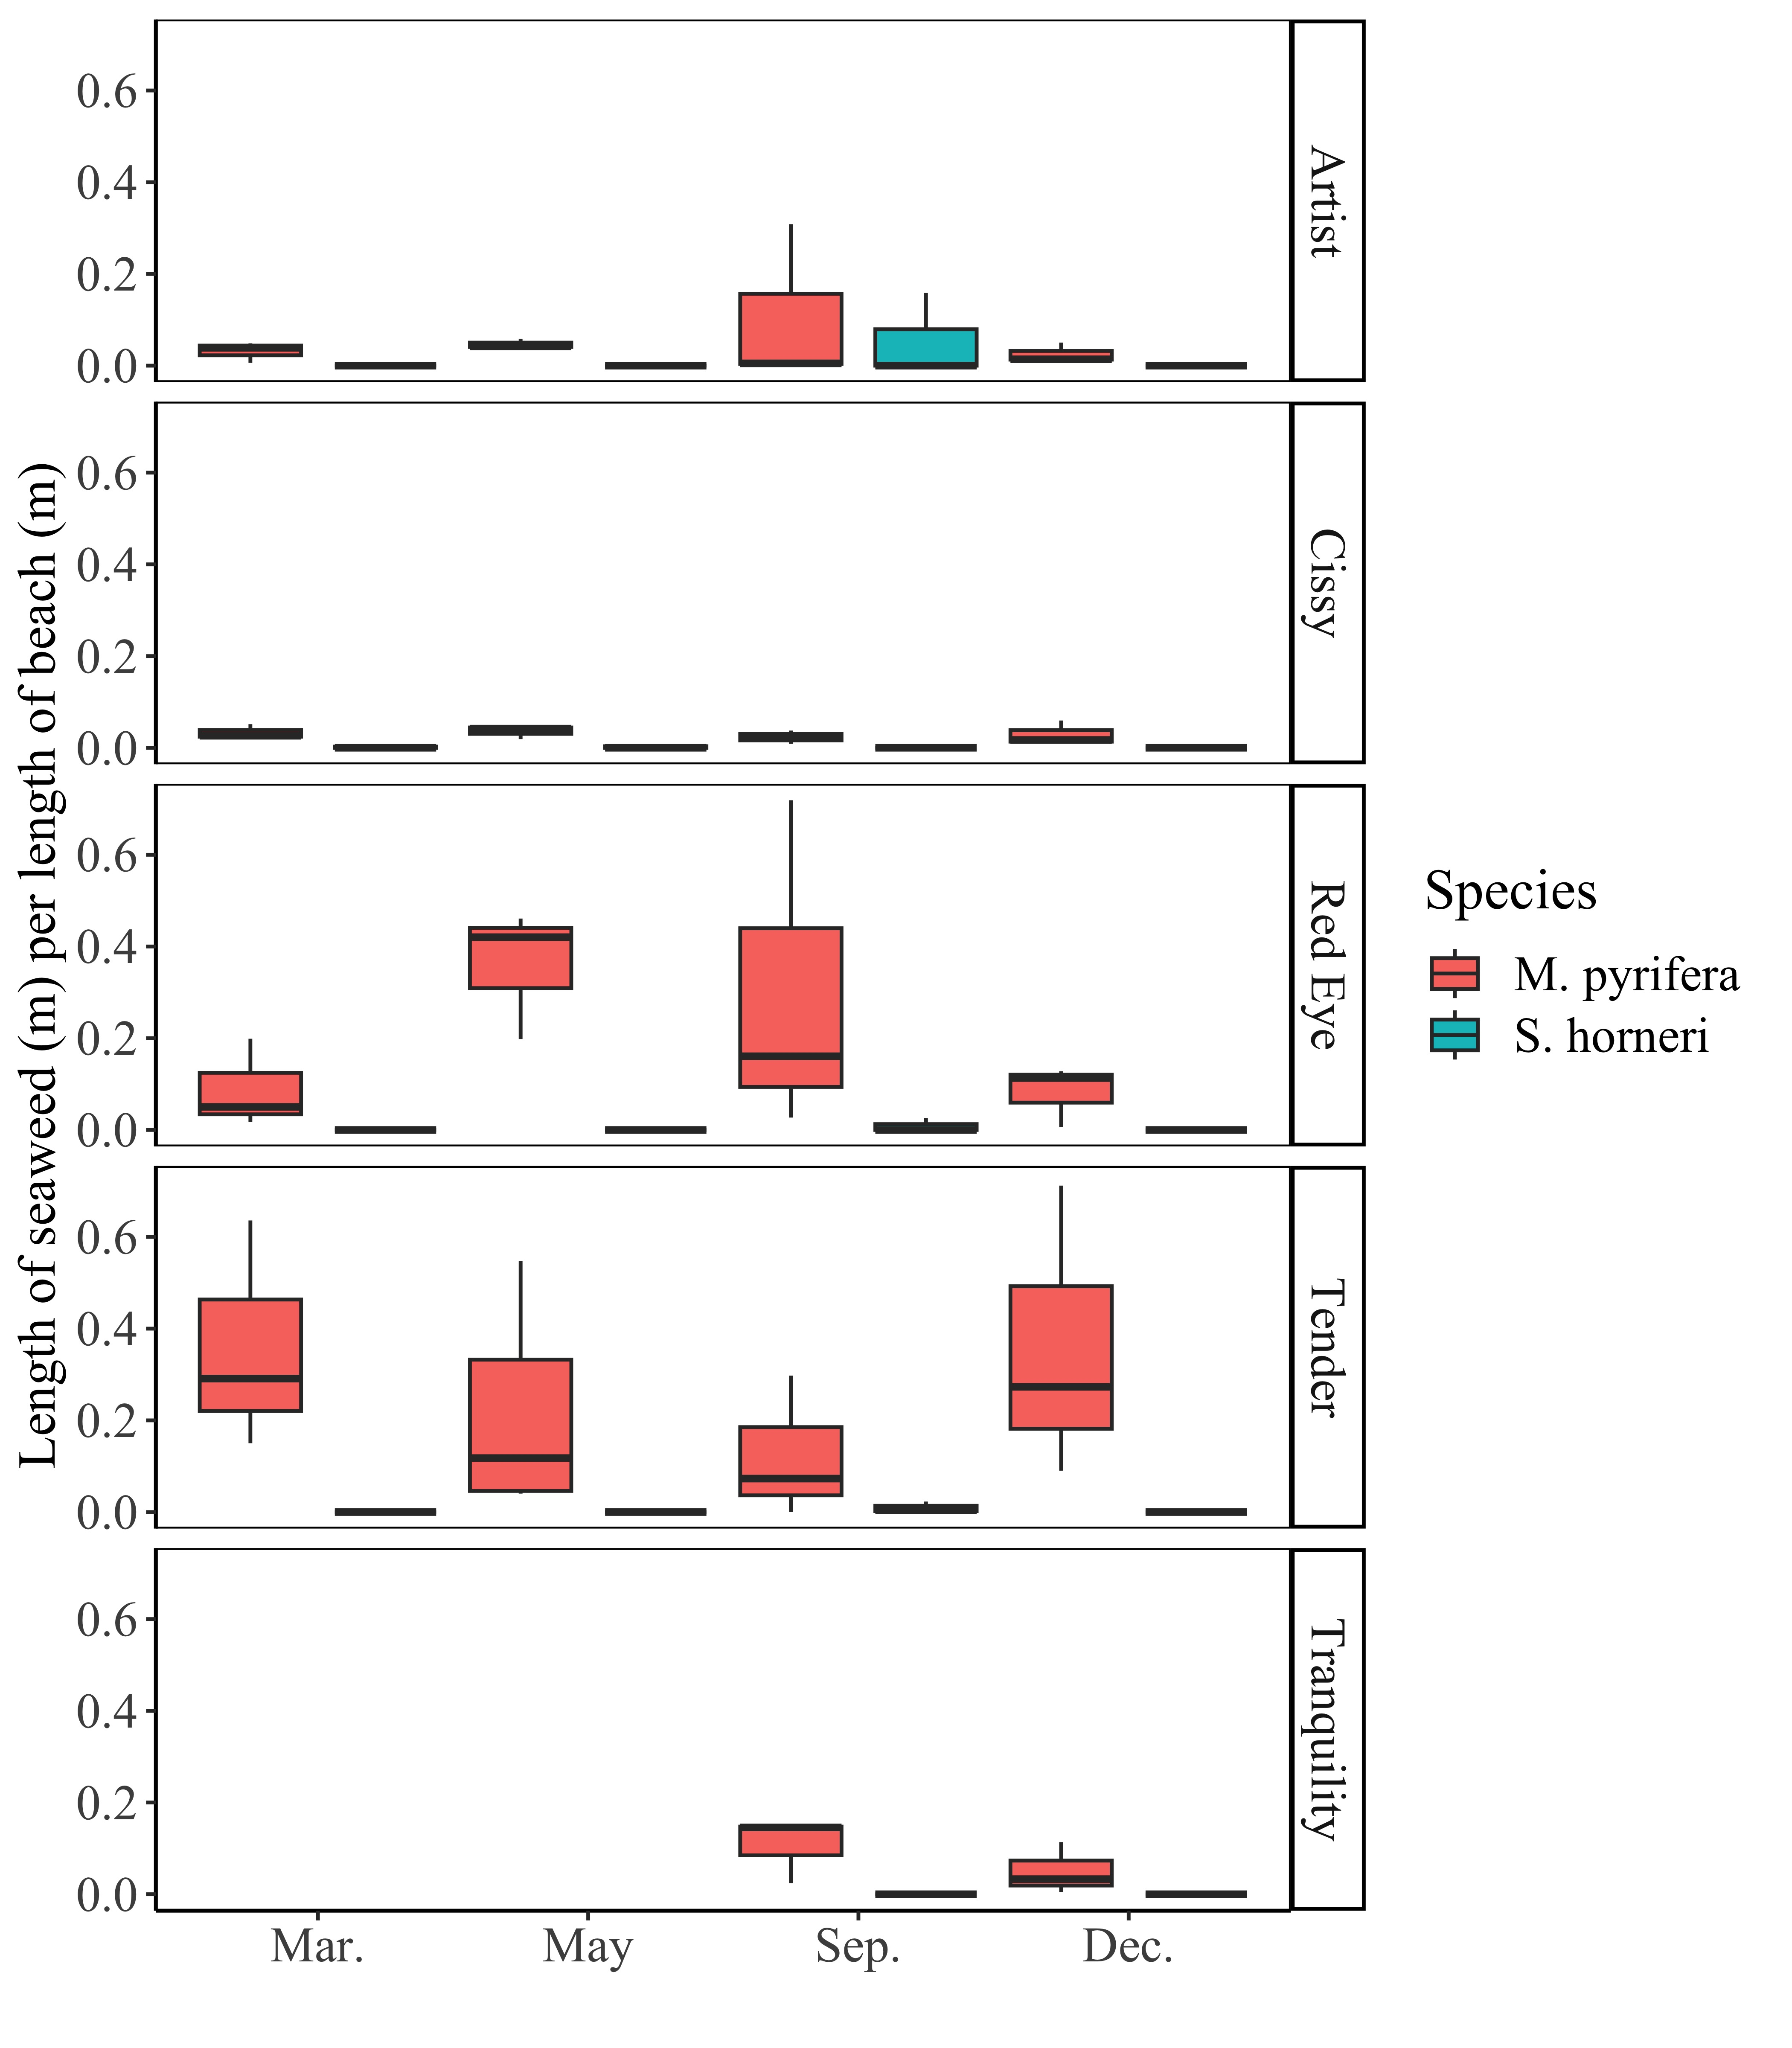 Length of seaweed (m) per length of beach (m)
0.6
0.4
0.2
0.0
Artist
0.6
0.4
0.2
0.0
Cissy
0.6
0.4
0.2
0.0
Red Eye
0.6
0.4
0.2
0.0
Tender
0.6
0.4
0.2
0.0
Tranquility
Mar. May Sep. Dec.
Species
M. pyrifera
S. horneri